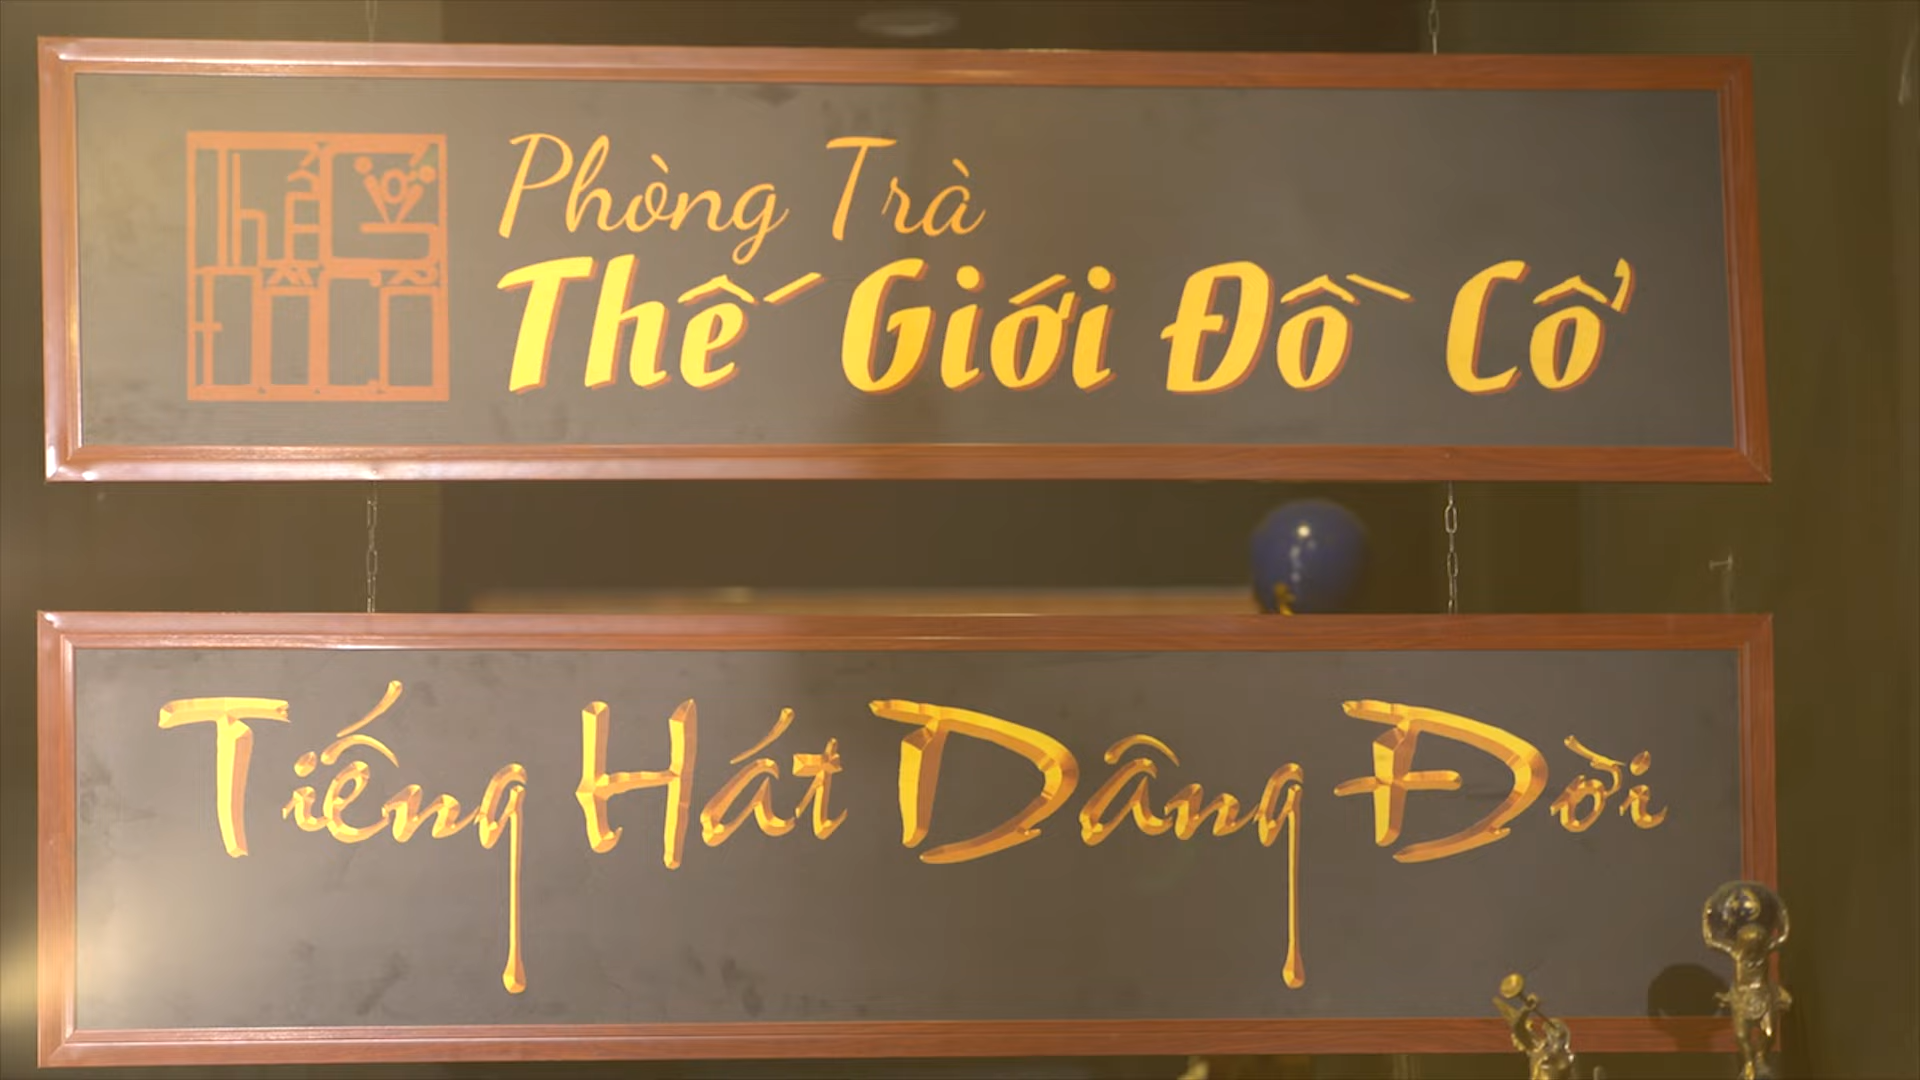 Phòng Trà
Thế Giới Đồ Cổ
Tiếng Hát Dâng Đời